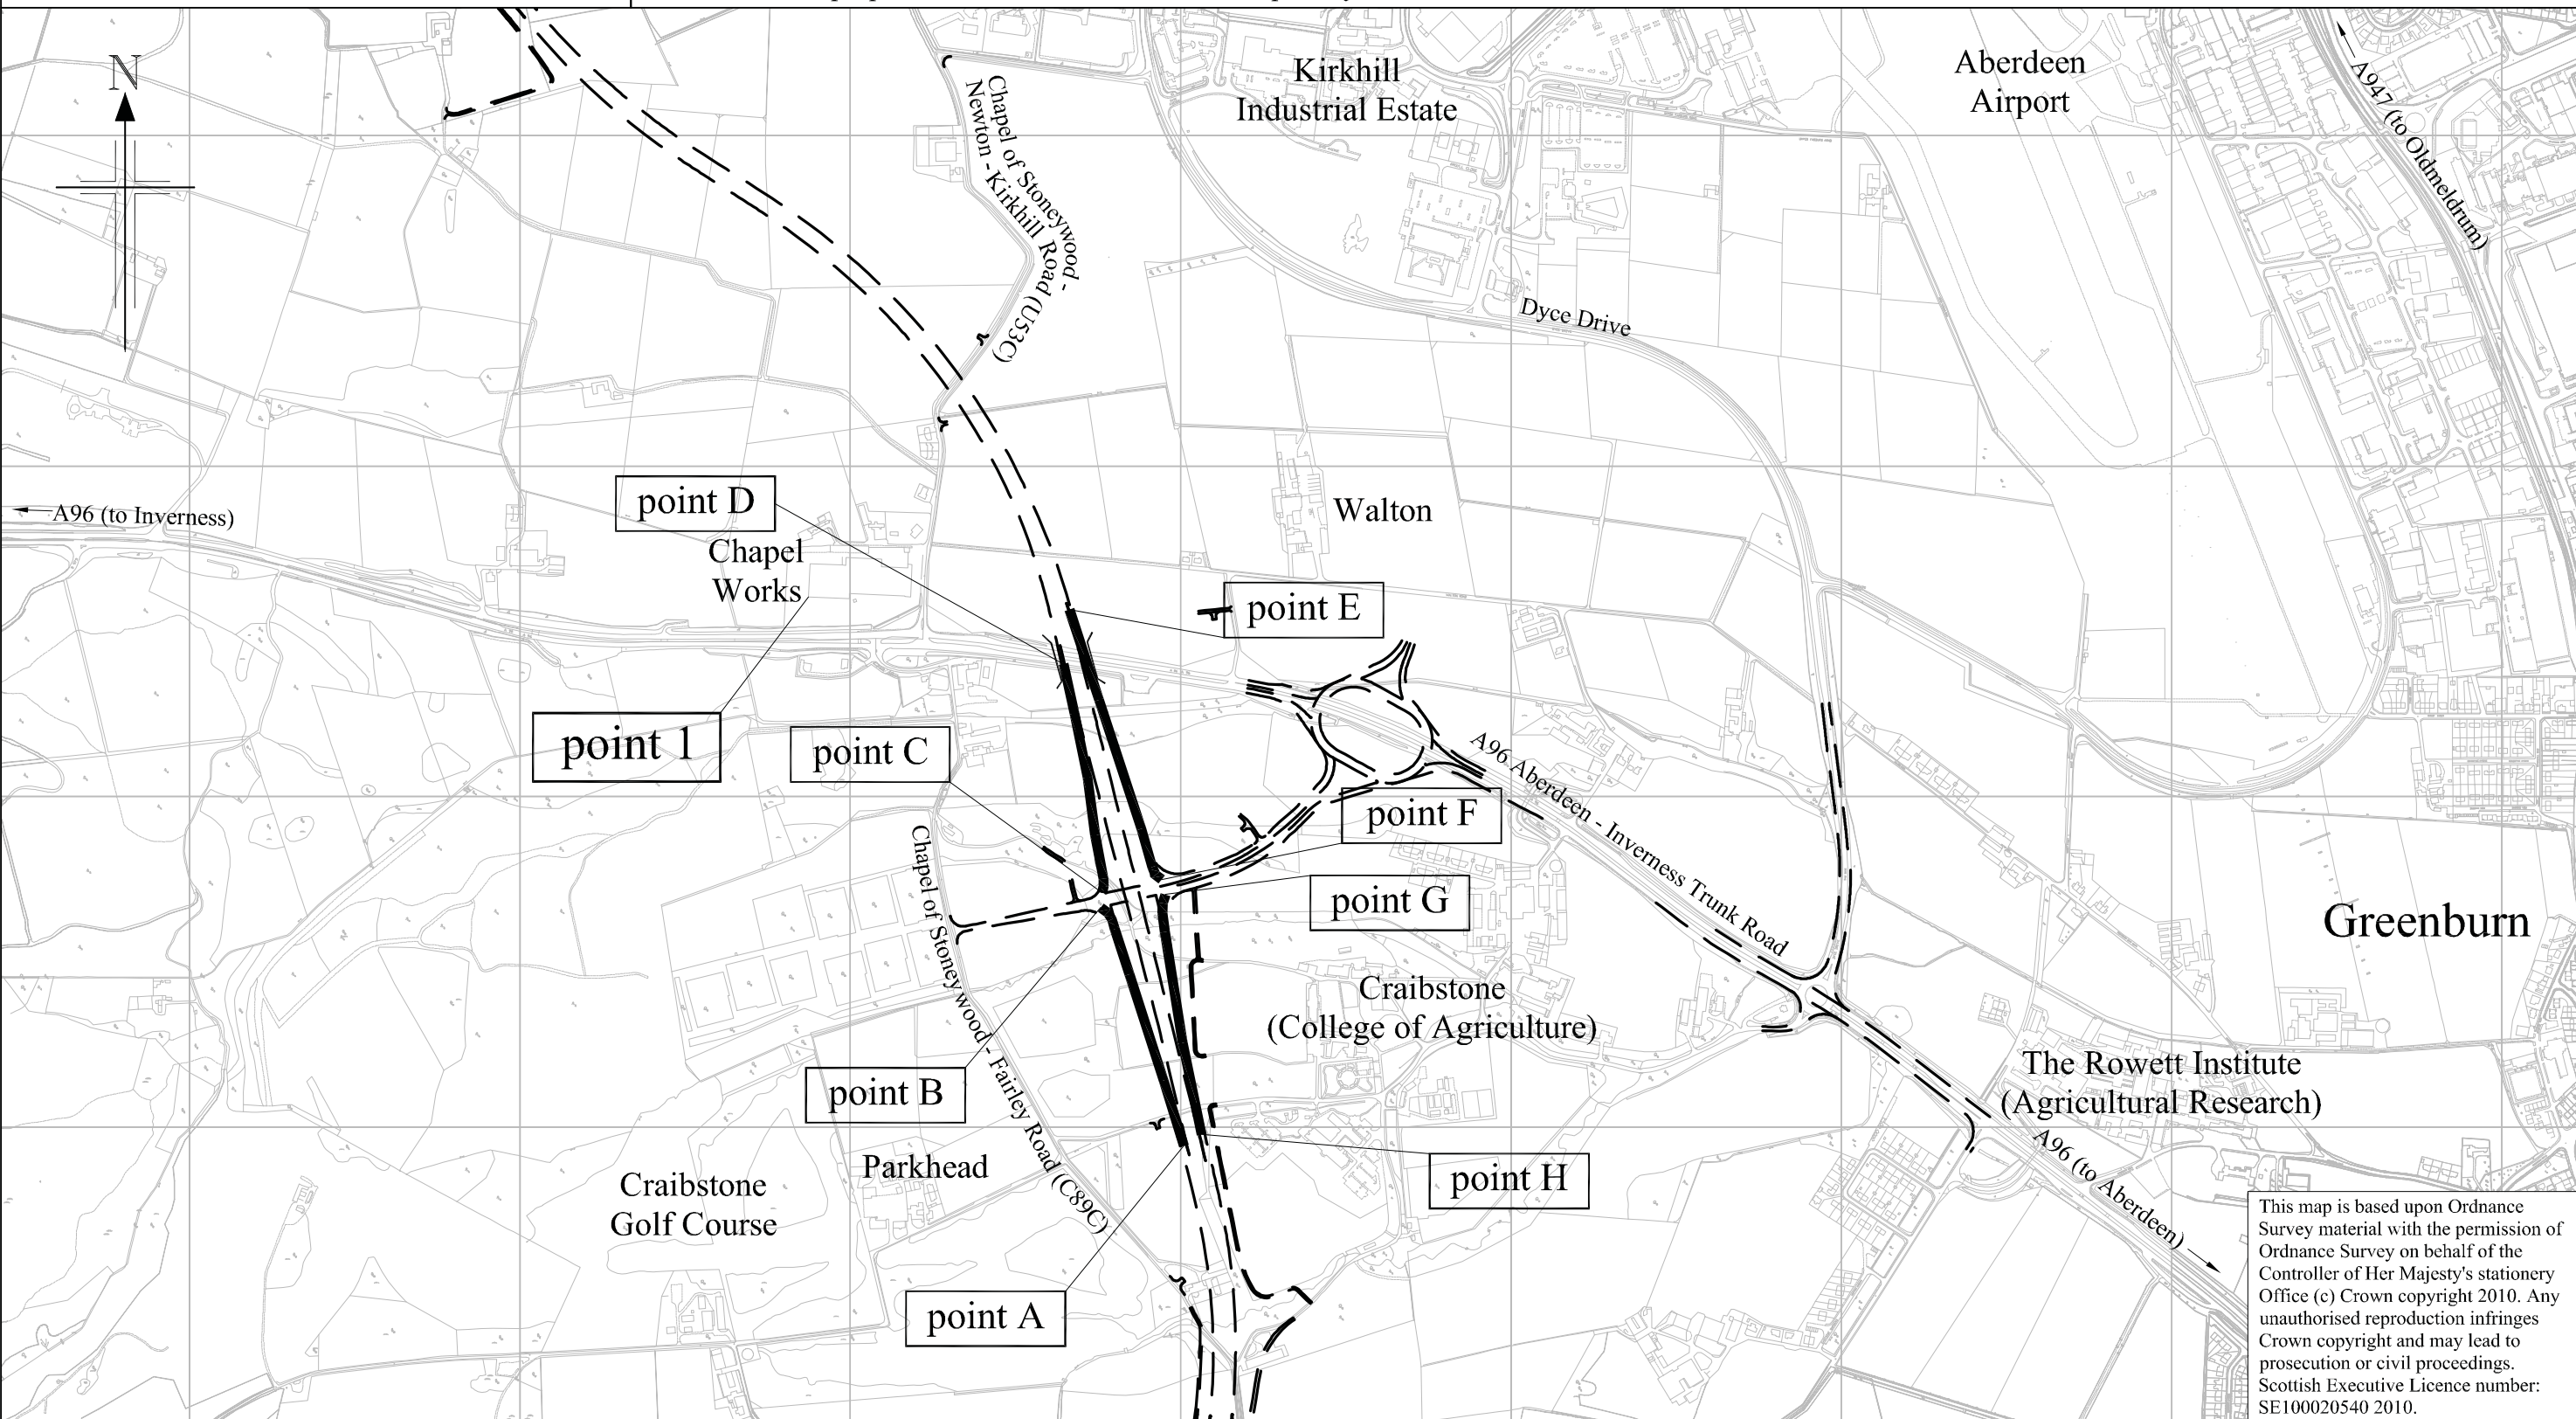 N
Kirkhill
Industrial Estate
Aberdeen
Airport
A947 (to Oldmeldrum)
Chapel of Stoneywood -
Newton - Kirkhill Road (U53C)
Dyce Drive
A96 (to Inverness)
point D
Chapel
Works
Walton
point E
point 1
point C
A96 Aberdeen - Inverness Trunk Road
point F
Chapel of Stoneywood - Fairley Road (C89C)
point G
Greenburn
Craibstone
(College of Agriculture)
point B
The Rowett Institute
(Agricultural Research)
Parkhead
Craibstone
Golf Course
point H
A96 (to Aberdeen)
point A
This map is based upon Ordnance
Survey material with the permission of
Ordnance Survey on behalf of the
Controller of Her Majesty's stationery
Office (c) Crown copyright 2010. Any
unauthorised reproduction infringes
Crown copyright and may lead to
prosecution or civil proceedings.
Scottish Executive Licence number:
SE100020540 2010.